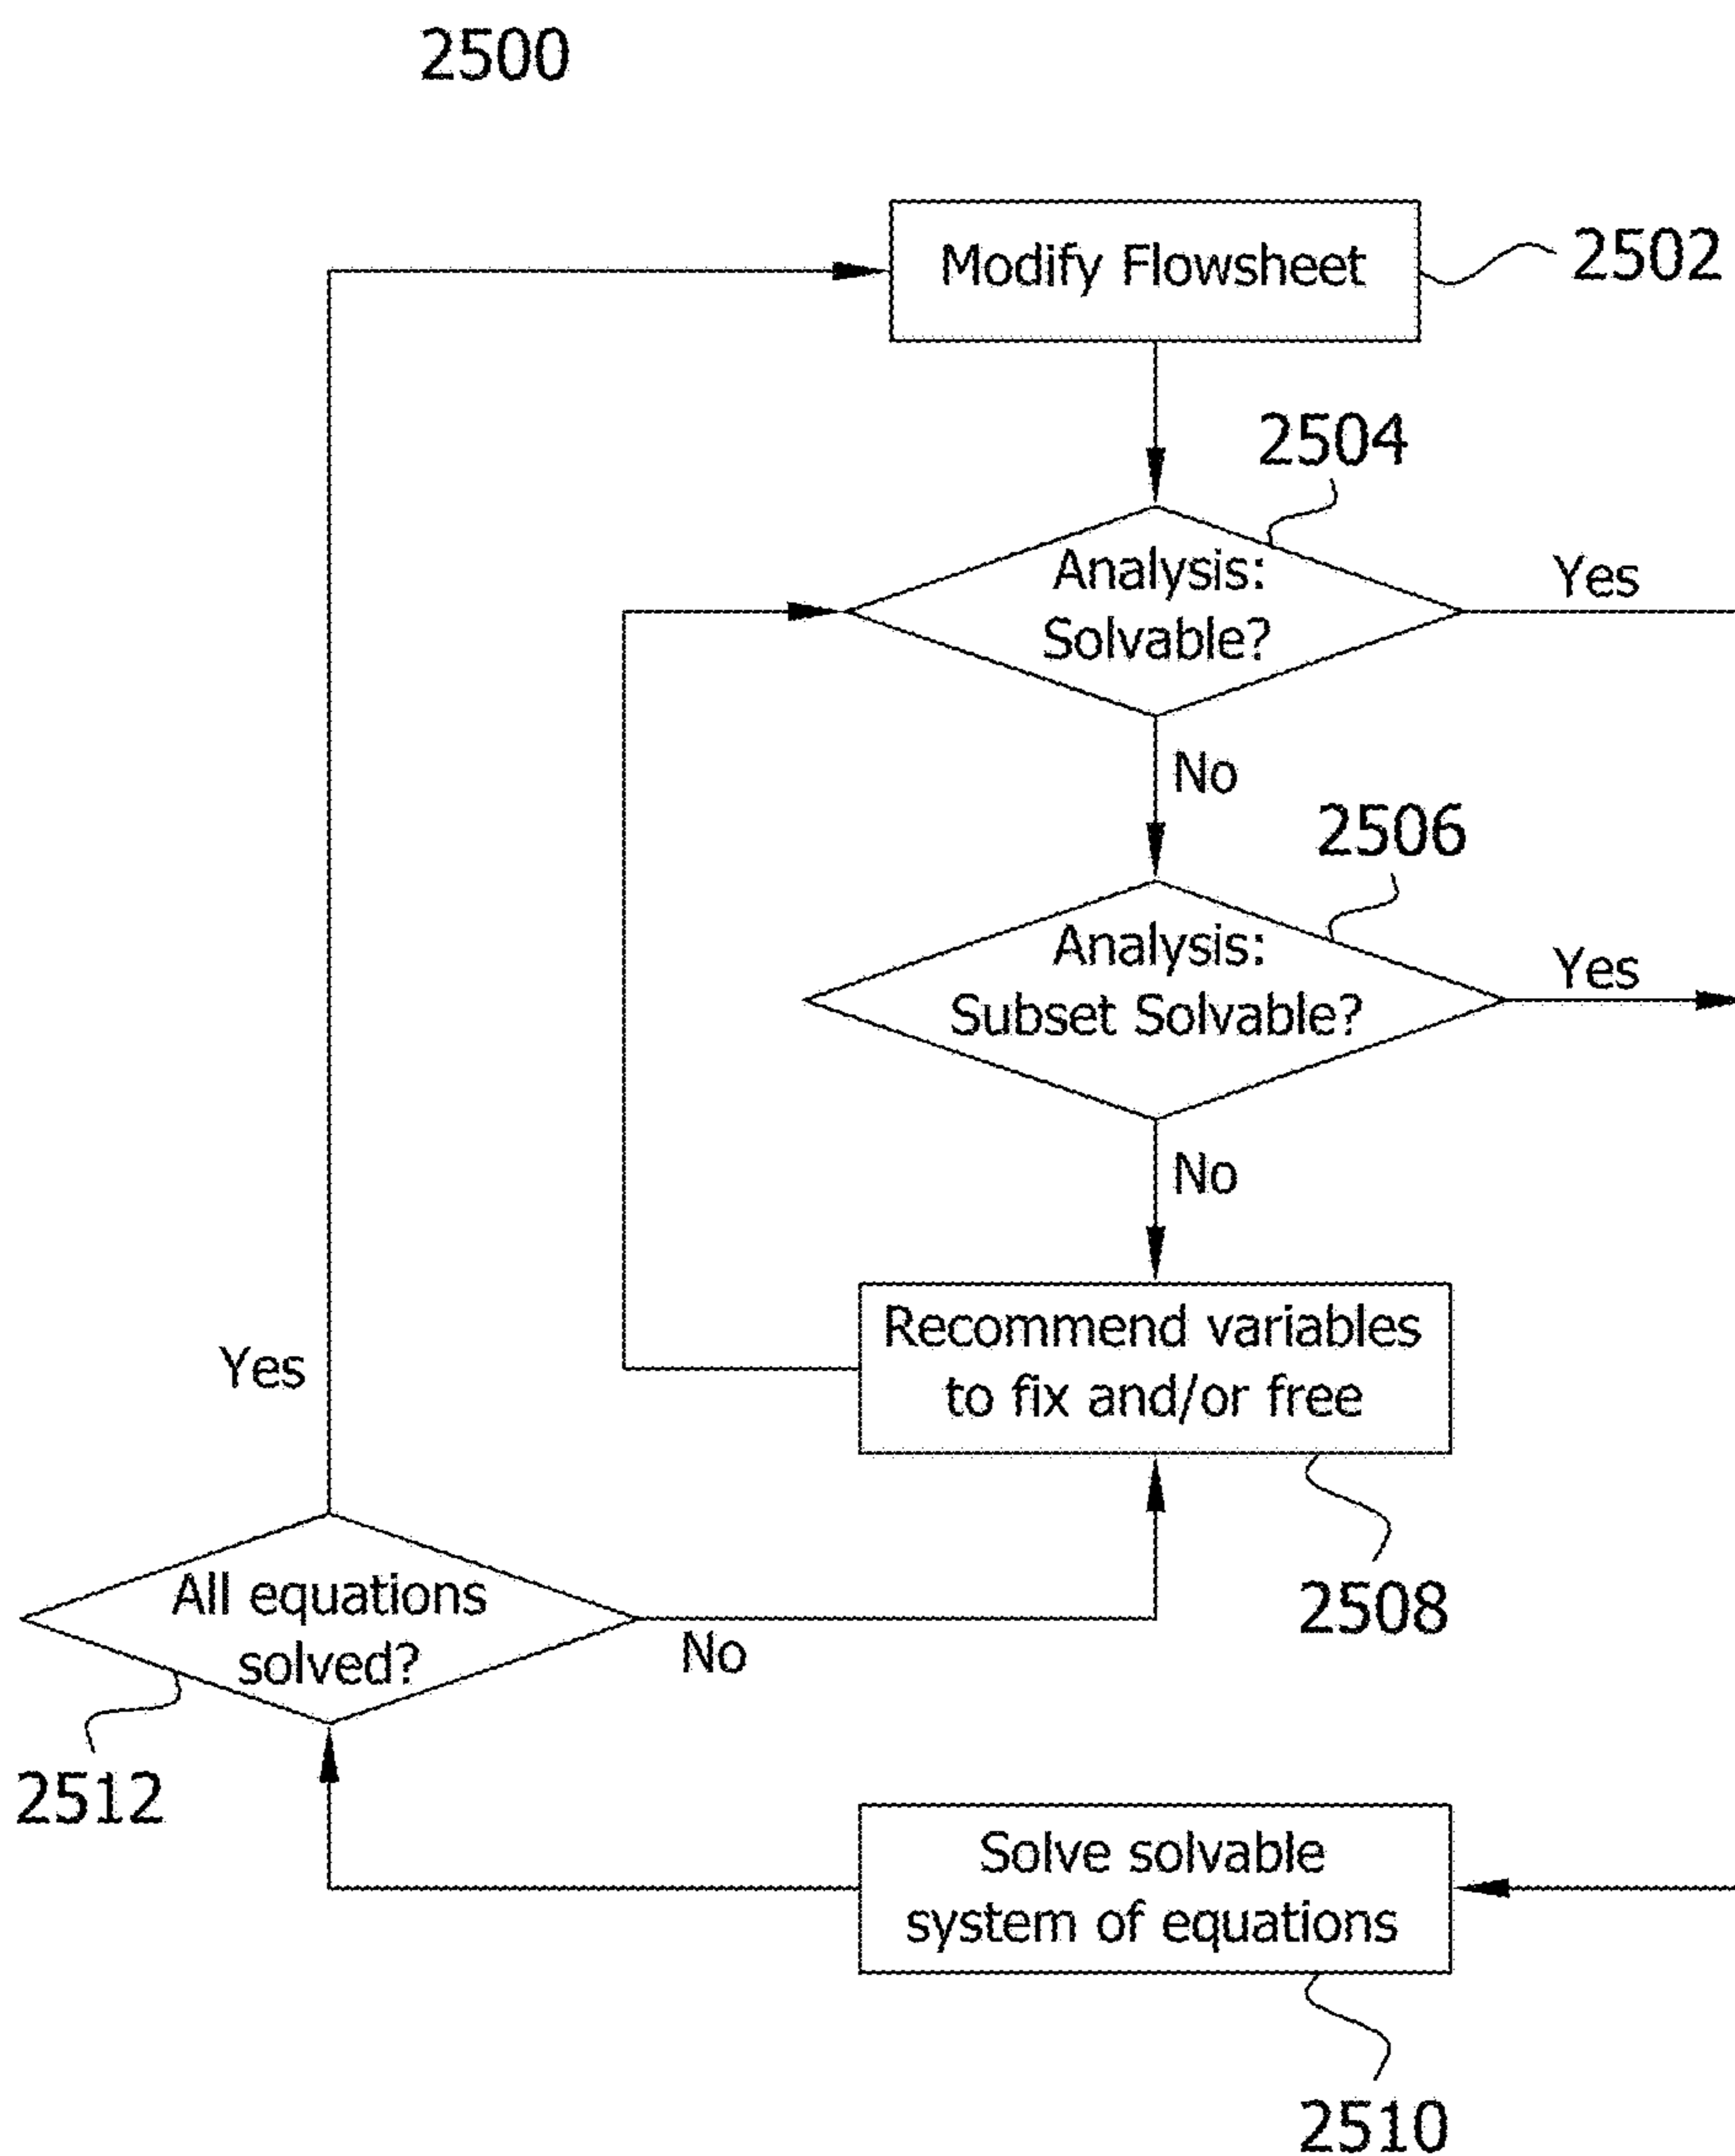 2500
Modify Flowsheet
2502
2504
Analysis:
Solvable?
Yes
No
2506
Analysis:
Subset Solvable?
Yes
No
Recommend variables
to fix and/or free
2508
Yes
All equations
solved?
No
2512
Solve solvable
system of equations
2510